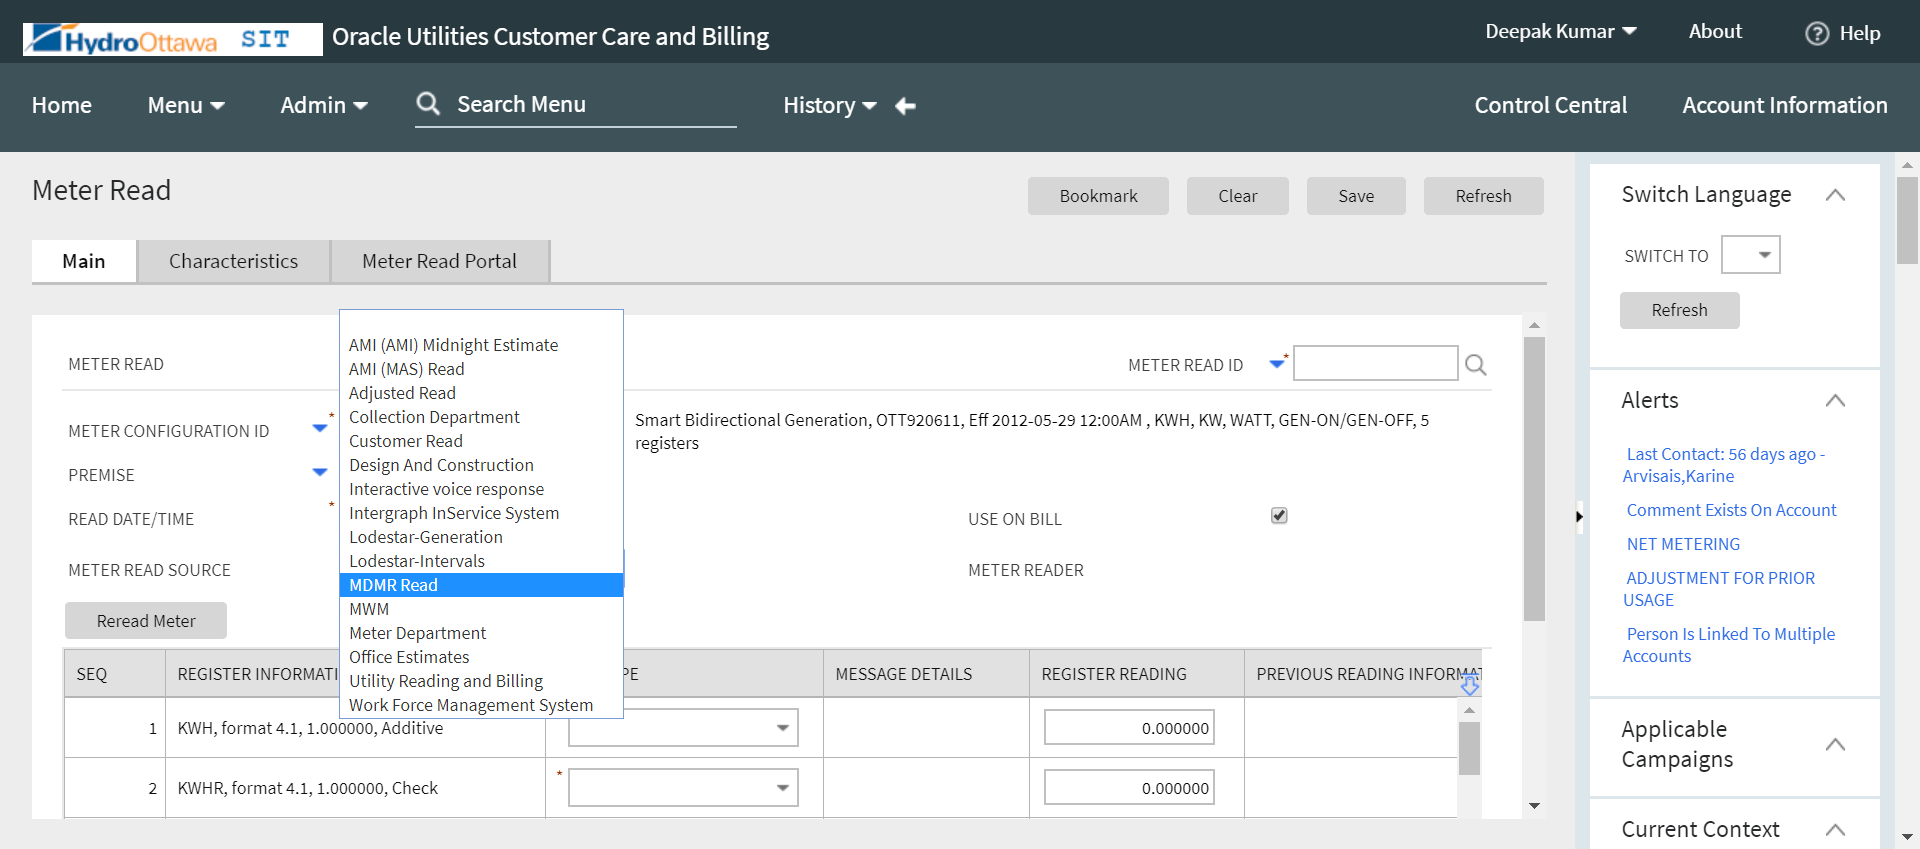 HydroOttawa SIT Oracle Utilities Customer Care and Billing
Deepak Kumar About ? Help
Home Menu Admin Search Menu History Control Central Account Information
Meter Read
Bookmark Clear Save Refresh
Main Characteristics Meter Read Portal
METER READ
METER READ ID *
METER CONFIGURATION ID *
Smart Bidirectional Generation, OTT920611, Eff 2012-05-29 12:00AM , KWH, KW, WATT, GEN-ON/GEN-OFF, 5
registers
PREMISE
READ DATE/TIME *
USE ON BILL
METER READ SOURCE
METER READER
AMI (AMI) Midnight Estimate
AMI (MAS) Read
Adjusted Read
Collection Department
Customer Read
Design And Construction
Interactive voice response
Intergraph InService System
Lodestar-Generation
Lodestar-Intervals
MDMR Read
MWM
Meter Department
Office Estimates
Utility Reading and Billing
Work Force Management System
Reread Meter
SEQ REGISTER INFORMATI PE MESSAGE DETAILS REGISTER READING PREVIOUS READING INFORMAT
1 KWH, format 4.1, 1.000000, Additive 0.000000
2 KWHR, format 4.1, 1.000000, Check * 0.000000
Switch Language
SWITCH TO
Refresh
Alerts
Last Contact: 56 days ago -
Arvisais,Karine
Comment Exists On Account
NET METERING
ADJUSTMENT FOR PRIOR
USAGE
Person Is Linked To Multiple
Accounts
Applicable
Campaigns
Current Context